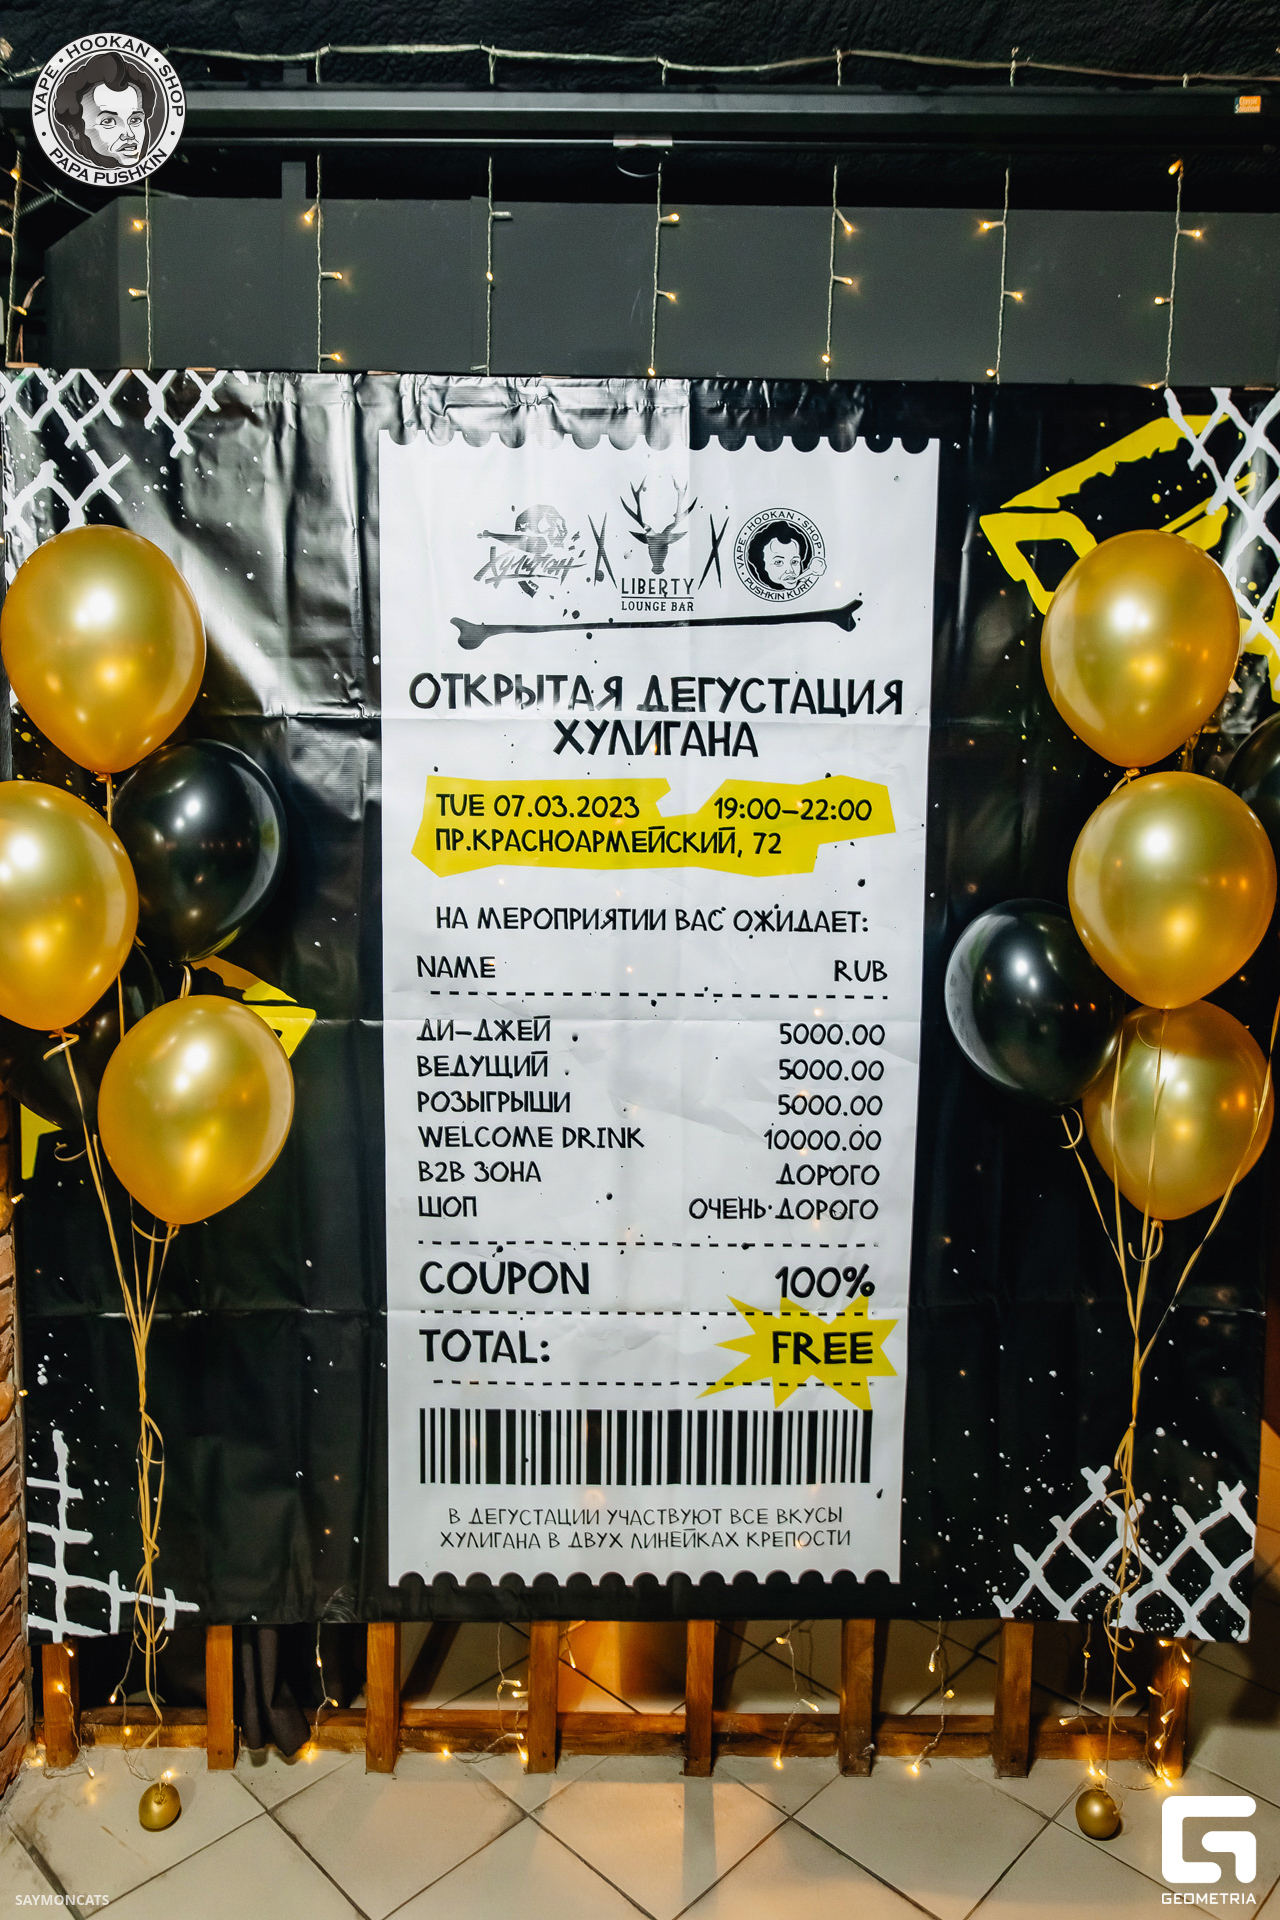 VAPE · HOOKAN · SHOP
· PAPA PUSHKIN ·
Хулиган
LIBERTY
LOUNGE BAR
VAPE · HOOKAN · SHOP
PUSHKIN KURIT
ОТКРЫТАЯ ДЕГУСТАЦИЯ
ХУЛИГАНА
TUE 07.03.2023 19:00–22:00
ПР.КРАСНОАРМЕЙСКИЙ, 72
НА МЕРОПРИЯТИИ ВАС ОЖИДАЕТ:
NAME RUB
ДИ-ДЖЕЙ 5000.00
ВЕДУЩИЙ 5000.00
РОЗЫГРЫШИ 5000.00
WELCOME DRINK 10000.00
B2B ЗОНА ДОРОГО
ШОП ОЧЕНЬ ДОРОГО
COUPON 100%
TOTAL: FREE
В ДЕГУСТАЦИИ УЧАСТВУЮТ ВСЕ ВКУСЫ
ХУЛИГАНА В ДВУХ ЛИНЕЙКАХ КРЕПОСТИ
SAYMONCATS
GEOMETRIA